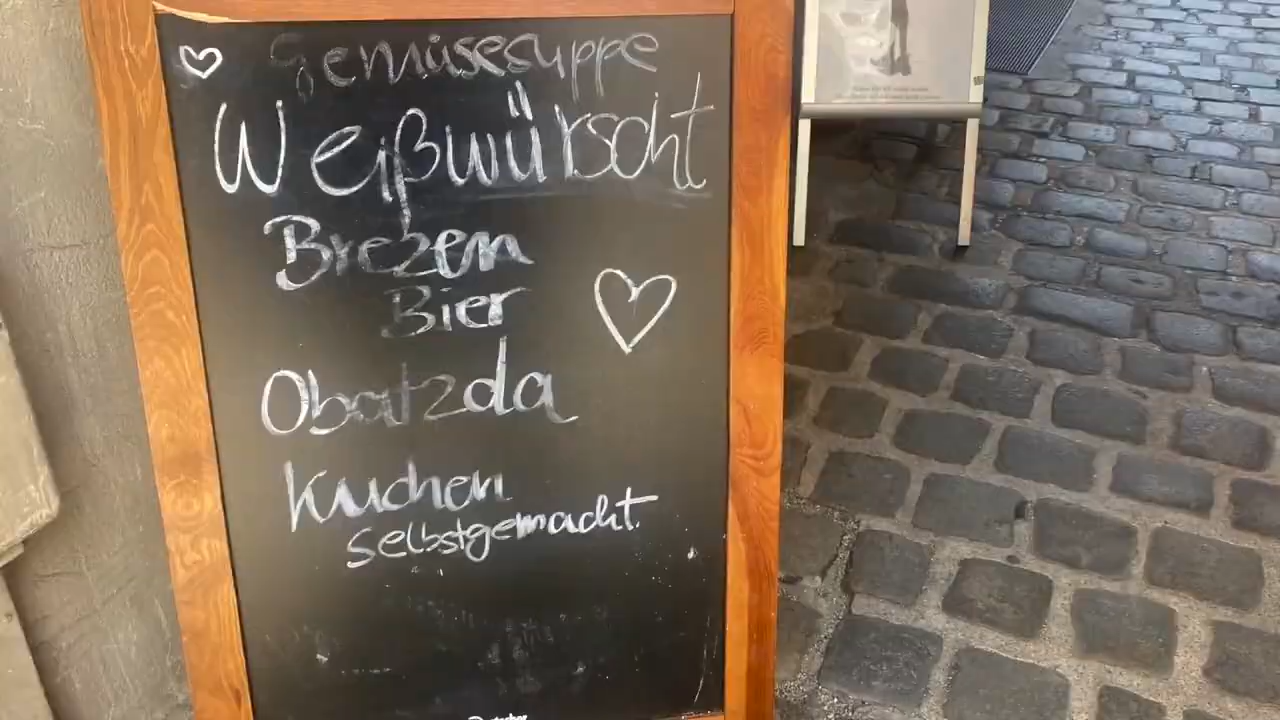 Gemüsesuppe
Weißwürscht
Brezen
Bier
Obatzda
Kuchen
selbstgemacht.